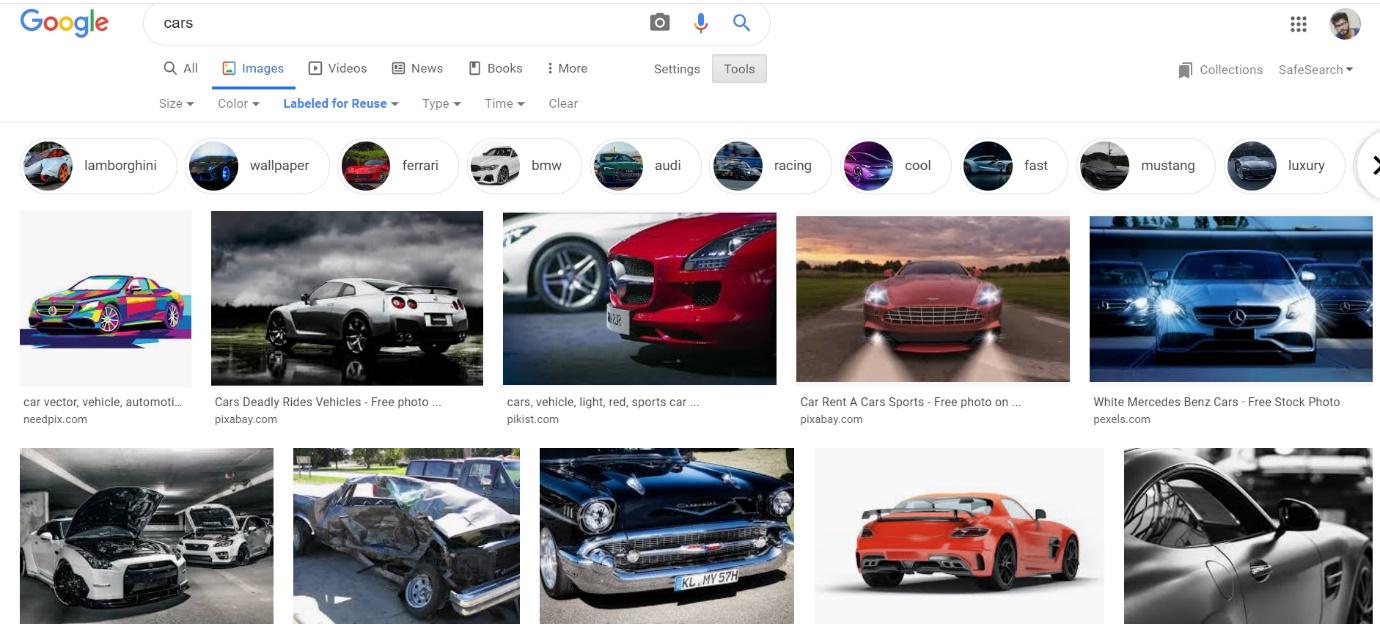 Google
cars
All Images Videos News Books More Settings Tools Collections SafeSearch
Size Color Labeled for Reuse Type Time Clear
lamborghini wallpaper ferrari bmw audi racing cool fast mustang luxury
car vector, vehicle, automoti...
needpix.com
Cars Deadly Rides Vehicles - Free photo ...
pixabay.com
cars, vehicle, light, red, sports car ...
pikist.com
Car Rent A Cars Sports - Free photo on ...
pixabay.com
White Mercedes Benz Cars · Free Stock Photo
pexels.com
Chevrolet
KL MY 57H